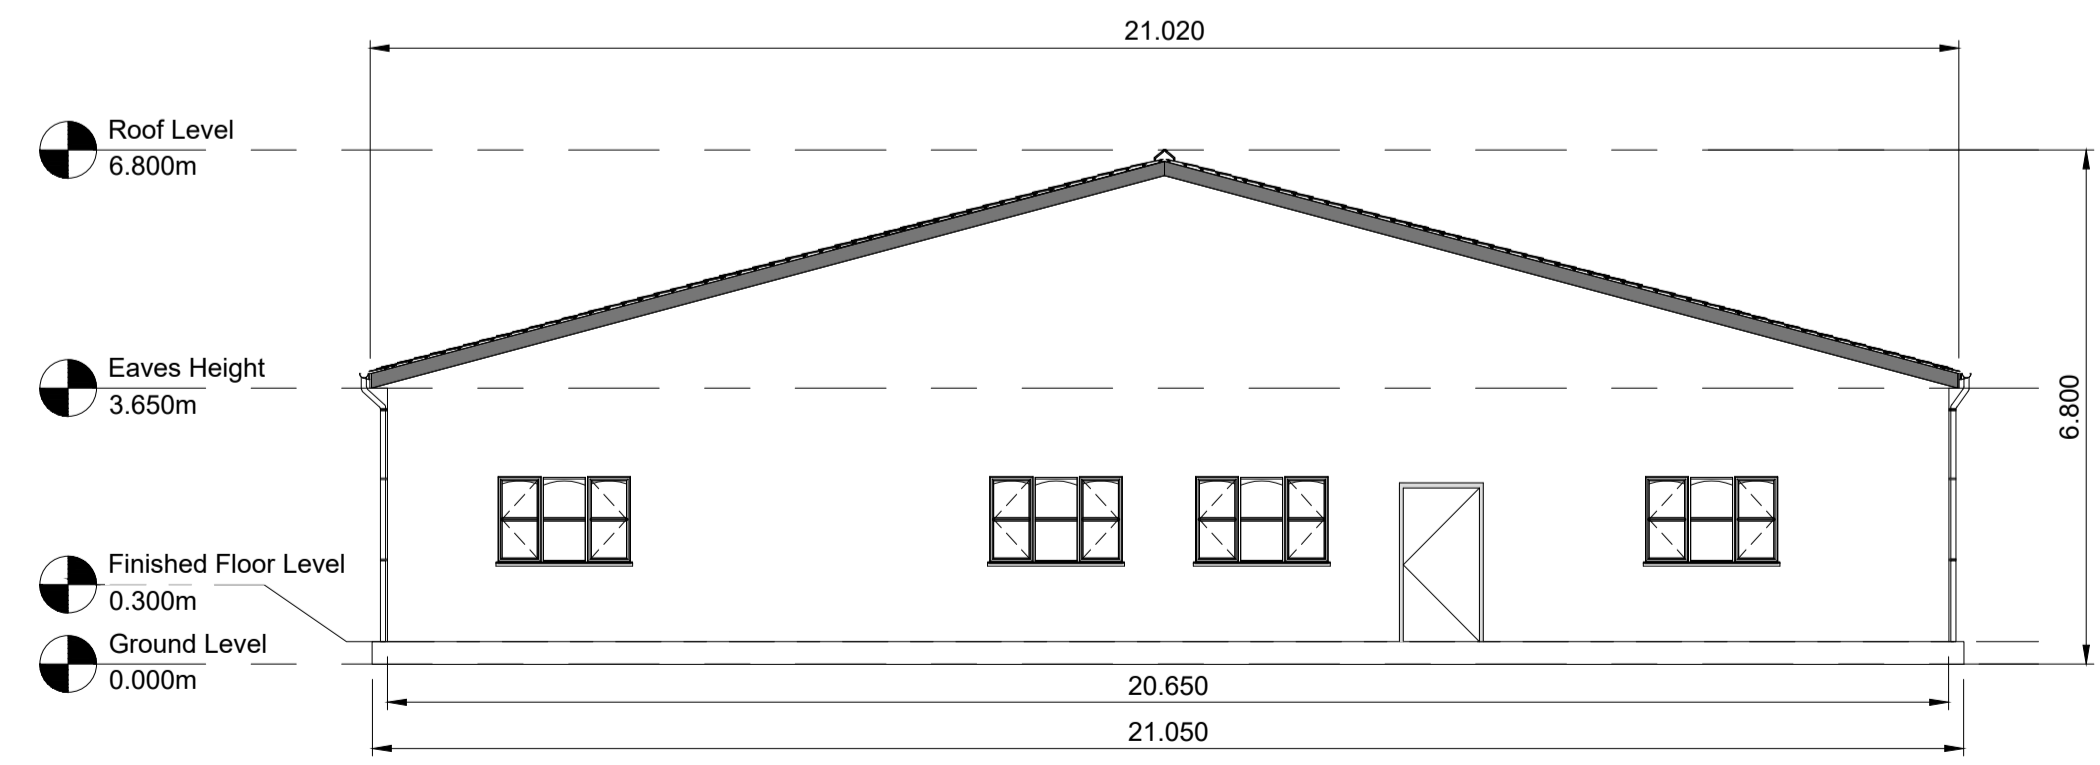 21.020
Roof Level
6.800m
Eaves Height
3.650m
6.800
Finished Floor Level
0.300m
Ground Level
0.000m
20.650
21.050